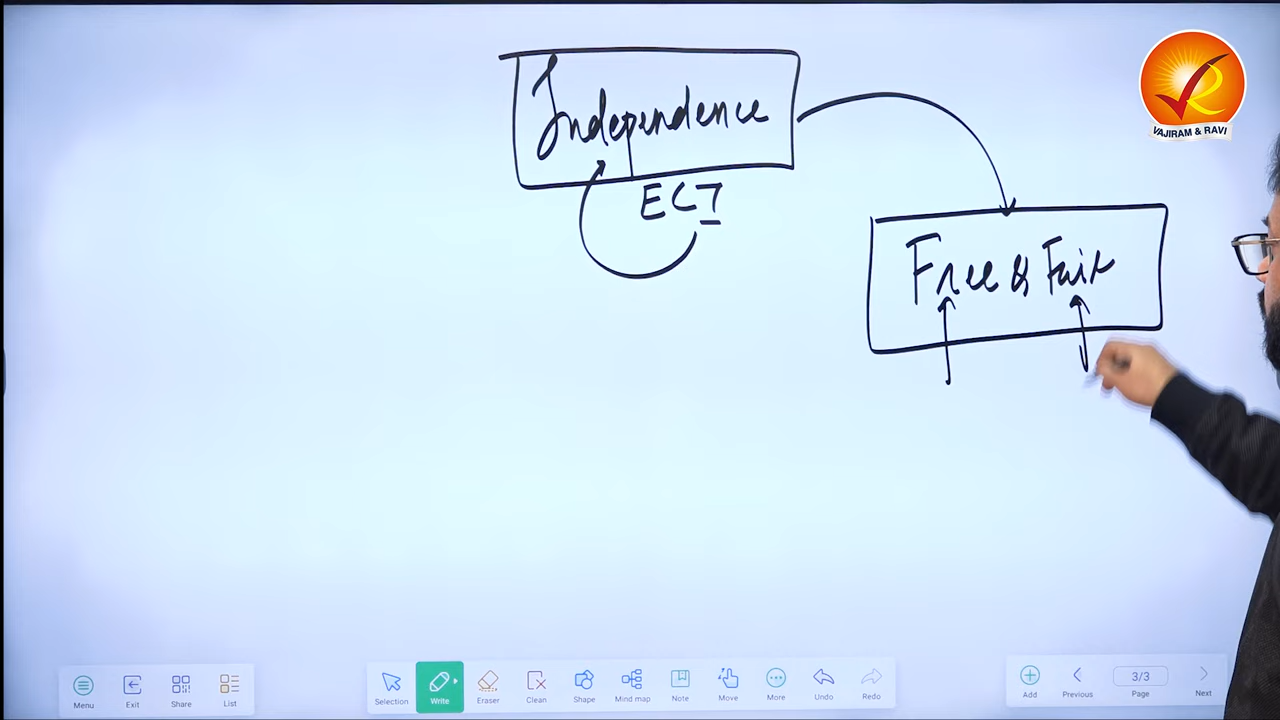 Independence
ECI
Free & Fair
VAJIRAM & RAVI
Menu
Exit
Share
List
Selection
Write
Eraser
Clean
Shape
Mind map
Note
Move
More
Undo
Redo
Add
Previous
3/3
Page
Next